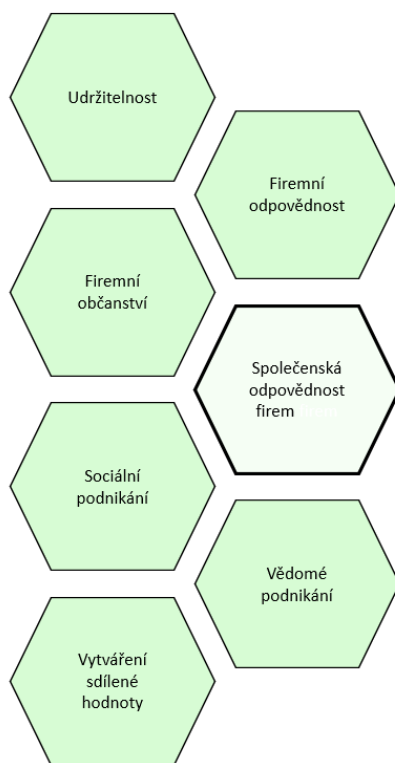 Udržitelnost
Firemní
odpovědnost
Firemní
občanství
Společenská
odpovědnost
firem
Sociální
podnikání
Vědomé
podnikání
Vytváření
sdílené
hodnoty